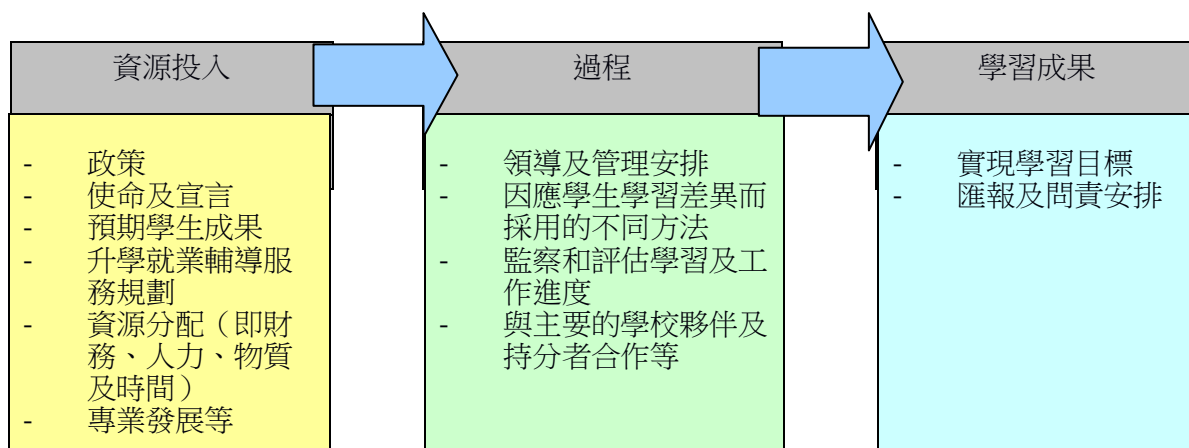 資源投入
過程
學習成果
- 政策
- 使命及宣言
- 預期學生成果
- 升學就業輔導服
務規劃
- 資源分配（即財
務、人力、物質
及時間）
- 專業發展等
- 領導及管理安排
- 因應學生學習差異而
採用的不同方法
- 監察和評估學習及工
作進度
- 與主要的學校夥伴及
持分者合作等
- 實現學習目標
- 匯報及問責安排